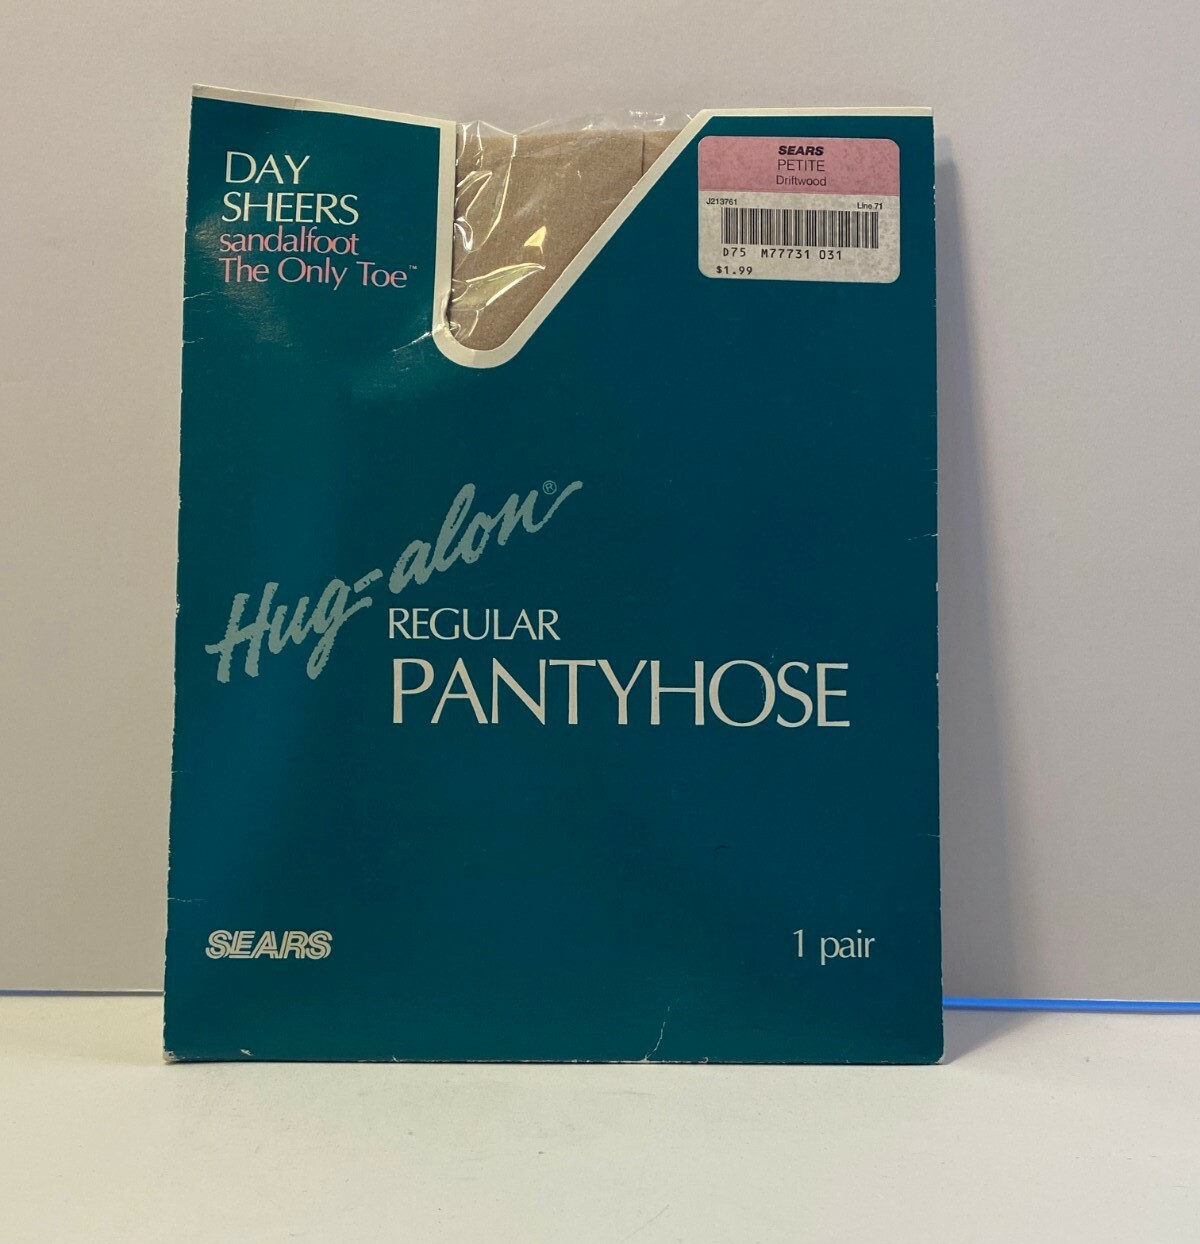 DAY
SHEERS
sandalfoot
The Only Toe™
SEARS
PETITE
Driftwood
J213761 Line 71
D75 M77731 031
$1.99
Hug-alon®
REGULAR
PANTYHOSE
SEARS
1 pair